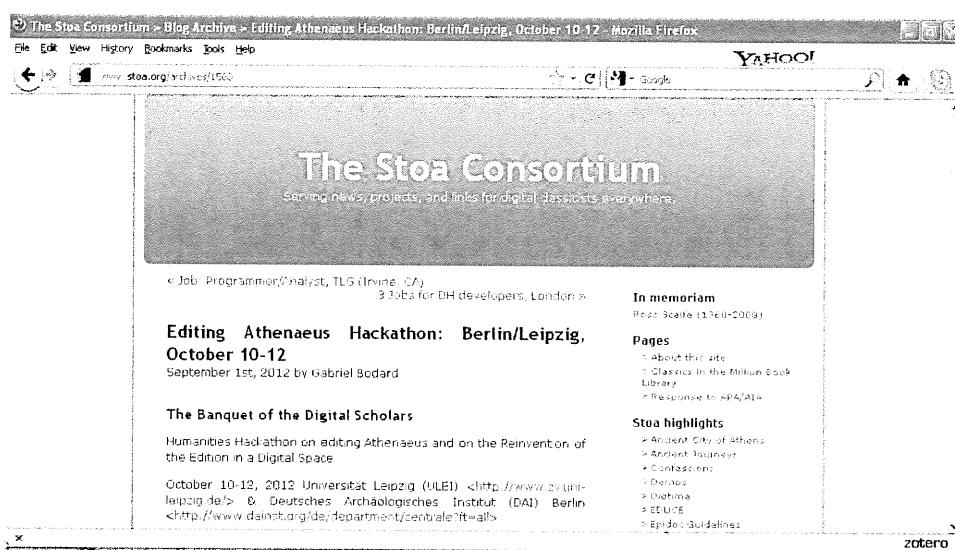 The Stoa Consortium » Blog Archive » Editing Athenaeus Hackathon: Berlin/Leipzig, October 10-12 - Mozilla Firefox
File Edit View History Bookmarks Tools Help
YAHOO!
www.stoa.org/archives/1563
Google
The Stoa Consortium
Serving news, projects, and links for digital classicists everywhere.
« Job: Programmer/Analyst, TLG (Irvine, CA)
3 Jobs for DH developers, London »
Editing Athenaeus Hackathon: Berlin/Leipzig,
October 10-12
September 1st, 2012 by Gabriel Bodard
The Banquet of the Digital Scholars
Humanities Hackathon on editing Athenaeus and on the Reinvention of
the Edition in a Digital Space
October 10-12, 2012 Universität Leipzig (ULEI) <http://www.zv.uni-
leipzig.de/> & Deutsches Archäologisches Institut (DAI) Berlin
<http://www.dainst.org/de/department/zentrale?ft=all>
In memoriam
Ross Scaife (1960-2008)
Pages
» About this site
» Classics in the Million Book
Library
» Response to APA/AIA
Stoa highlights
» Ancient City of Athens
» Ancient Journeys
» Confessions
» Demos
» Diotima
» EDUCE
» Epidoc Guidelines
zotero